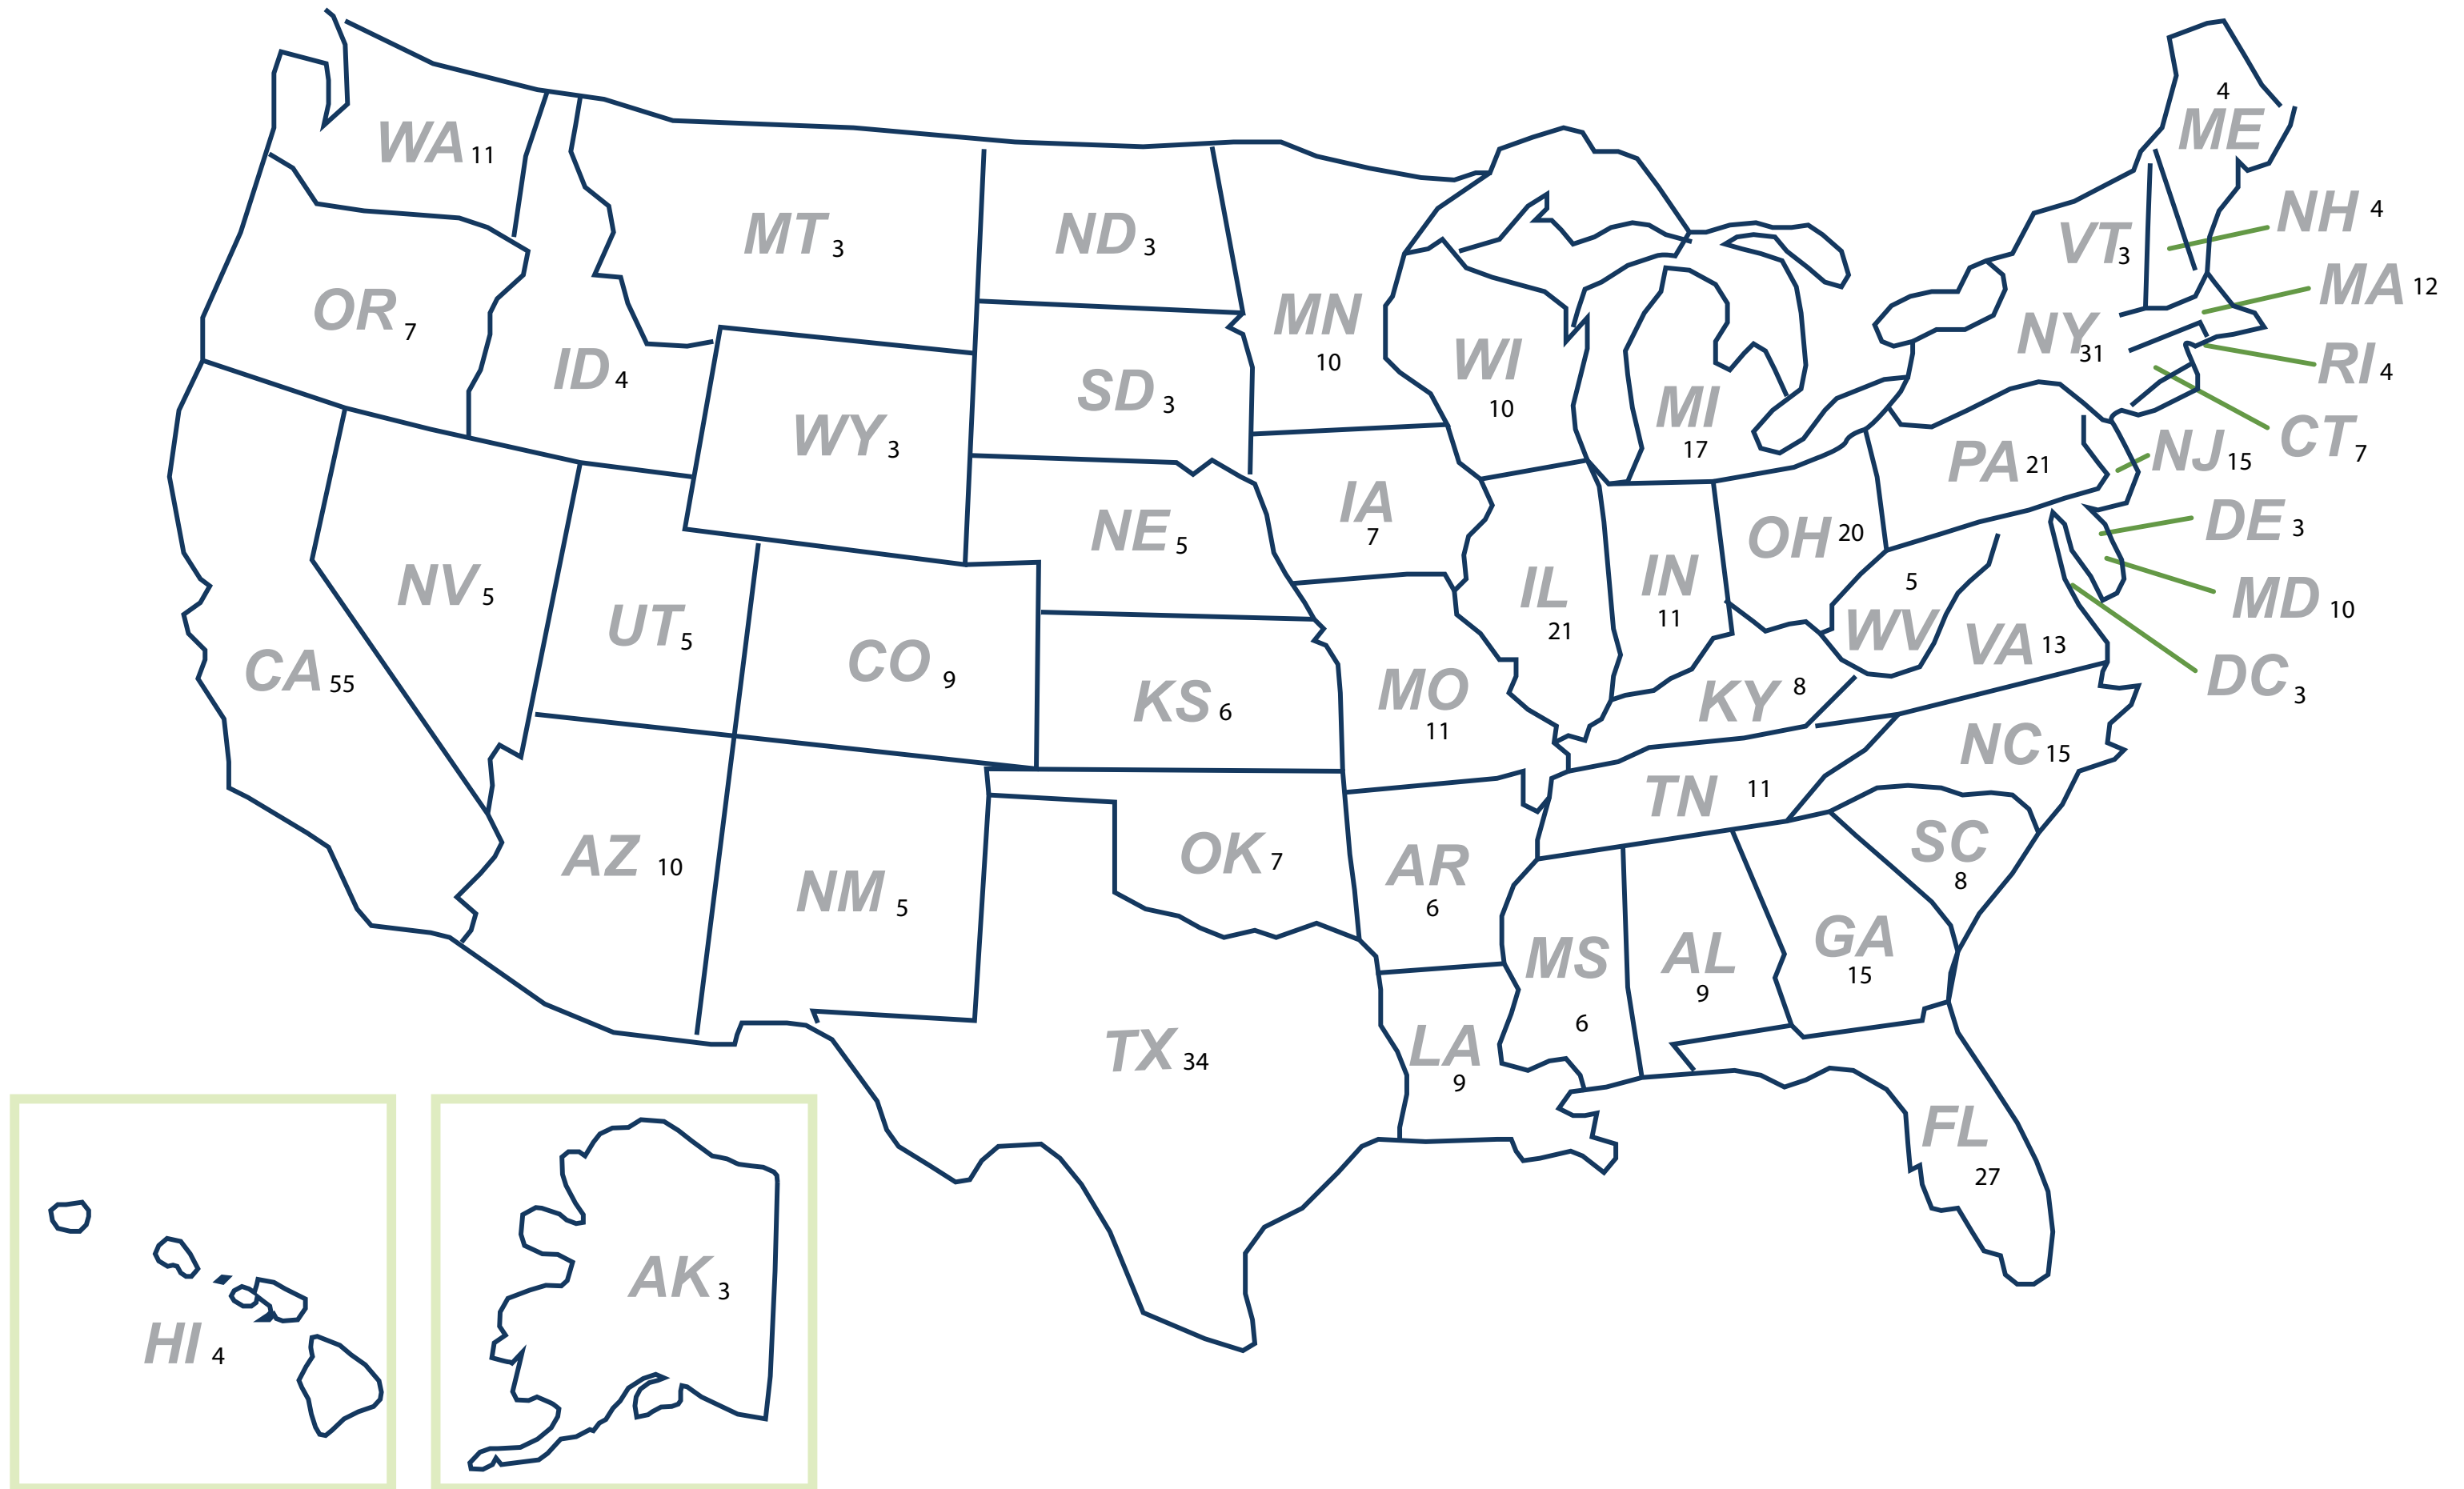 WA 11
OR 7
CA 55
NV 5
ID 4
MT 3
WY 3
UT 5
CO 9
AZ 10
NM 5
ND 3
SD 3
NE 5
KS 6
OK 7
TX 34
MN 10
IA 7
MO 11
AR 6
LA 9
WI 10
IL 21
MI 17
IN 11
OH 20
KY 8
TN 11
MS 6
AL 9
GA 15
FL 27
SC 8
NC 15
VA 13
5 WV
PA 21
NY 31
VT 3
4 ME
NH 4
MA 12
RI 4
CT 7
NJ 15
DE 3
MD 10
DC 3
HI 4
AK 3